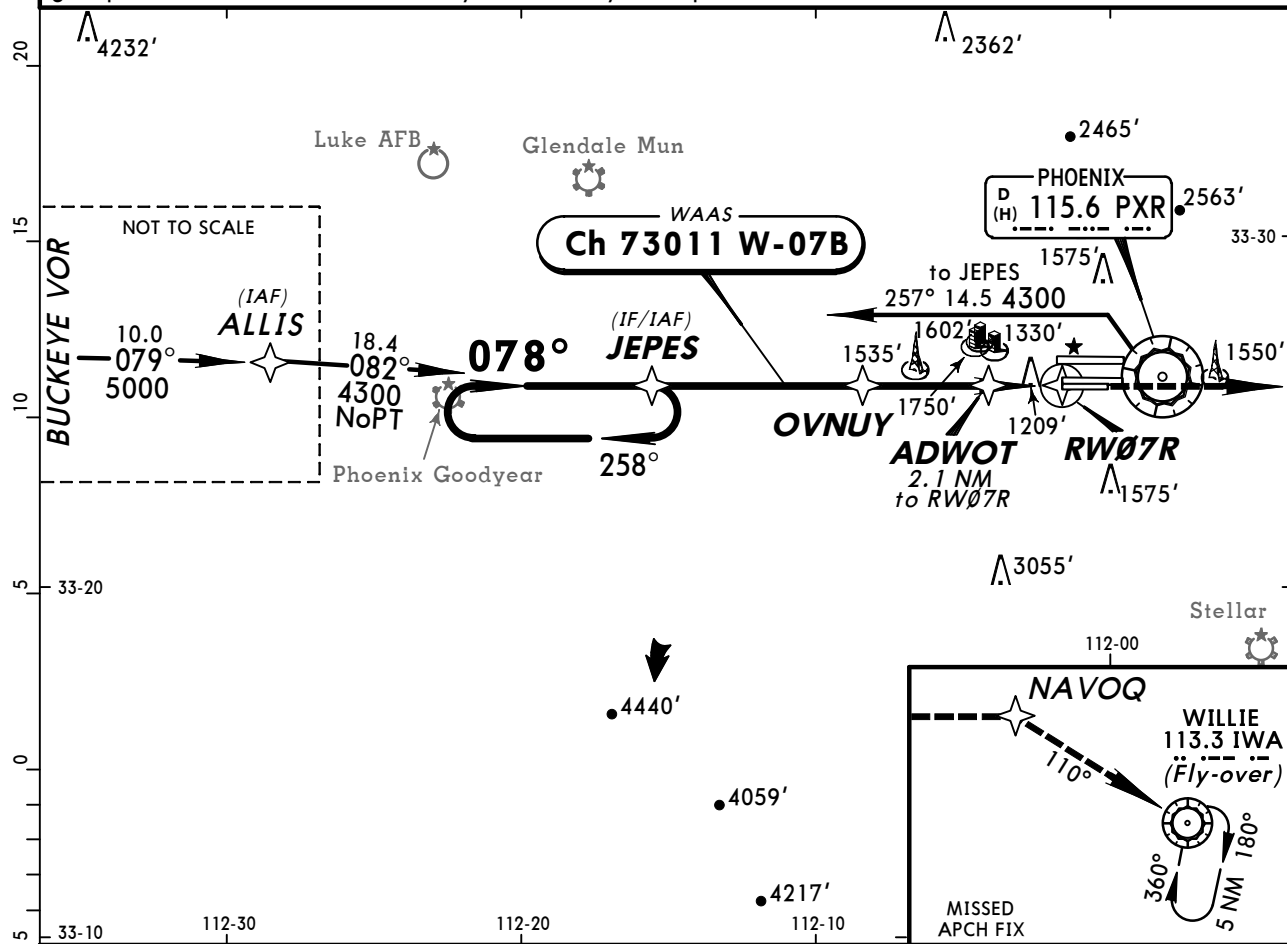 4232'
2362'
20
Luke AFB
Glendale Mun
2465'
PHOENIX
D
(H) 115.6 PXR
2563'
15
NOT TO SCALE
WAAS
Ch 73011 W-07B
33-30
1575'
BUCKEYE VOR
to JEPES
257° 14.5 4300
(IAF)
ALLIS
10.0
079°
5000
18.4
082°
4300
NoPT
078°
(IF/IAF)
JEPES
1602'
1330'
1535'
1550'
10
1750'
OVNUY
1209'
ADWOT
2.1 NM
to RWØ7R
RWØ7R
258°
Phoenix Goodyear
1575'
3055'
5
33-20
Stellar
112-00
NAVOQ
4440'
WILLIE
113.3 IWA
(Fly-over)
110°
0
4059'
180°
360°
5 NM
4217'
MISSED
APCH FIX
5
33-10
112-30
112-20
112-10